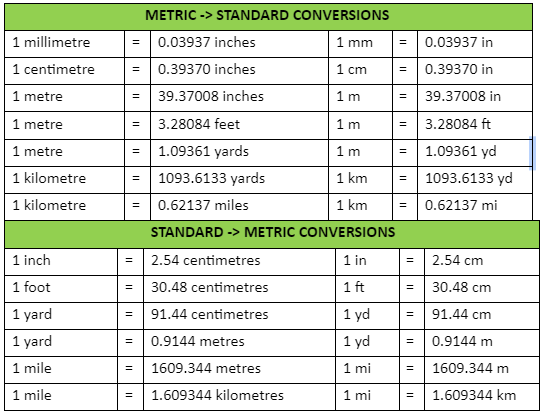 METRIC -> STANDARD CONVERSIONS
1 millimetre = 0.03937 inches 1 mm = 0.03937 in
1 centimetre = 0.39370 inches 1 cm = 0.39370 in
1 metre = 39.37008 inches 1 m = 39.37008 in
1 metre = 3.28084 feet 1 m = 3.28084 ft
1 metre = 1.09361 yards 1 m = 1.09361 yd
1 kilometre = 1093.6133 yards 1 km = 1093.6133 yd
1 kilometre = 0.62137 miles 1 km = 0.62137 mi
STANDARD -> METRIC CONVERSIONS
1 inch = 2.54 centimetres 1 in = 2.54 cm
1 foot = 30.48 centimetres 1 ft = 30.48 cm
1 yard = 91.44 centimetres 1 yd = 91.44 cm
1 yard = 0.9144 metres 1 yd = 0.9144 m
1 mile = 1609.344 metres 1 mi = 1609.344 m
1 mile = 1.609344 kilometres 1 mi = 1.609344 km